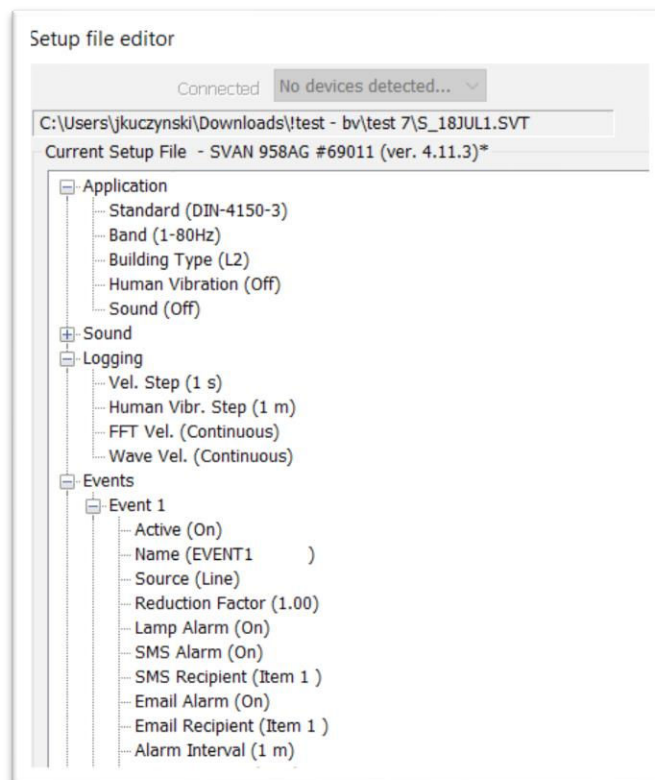 Setup file editor
Connected No devices detected...
C:\Users\jkuczynski\Downloads\!test - bv\test 7\S_18JUL1.SVT
Current Setup File - SVAN 958AG #69011 (ver. 4.11.3)*
Application
Standard (DIN-4150-3)
Band (1-80Hz)
Building Type (L2)
Human Vibration (Off)
Sound (Off)
Sound
Logging
Vel. Step (1 s)
Human Vibr. Step (1 m)
FFT Vel. (Continuous)
Wave Vel. (Continuous)
Events
Event 1
Active (On)
Name (EVENT1 )
Source (Line)
Reduction Factor (1.00)
Lamp Alarm (On)
SMS Alarm (On)
SMS Recipient (Item 1 )
Email Alarm (On)
Email Recipient (Item 1 )
Alarm Interval (1 m)